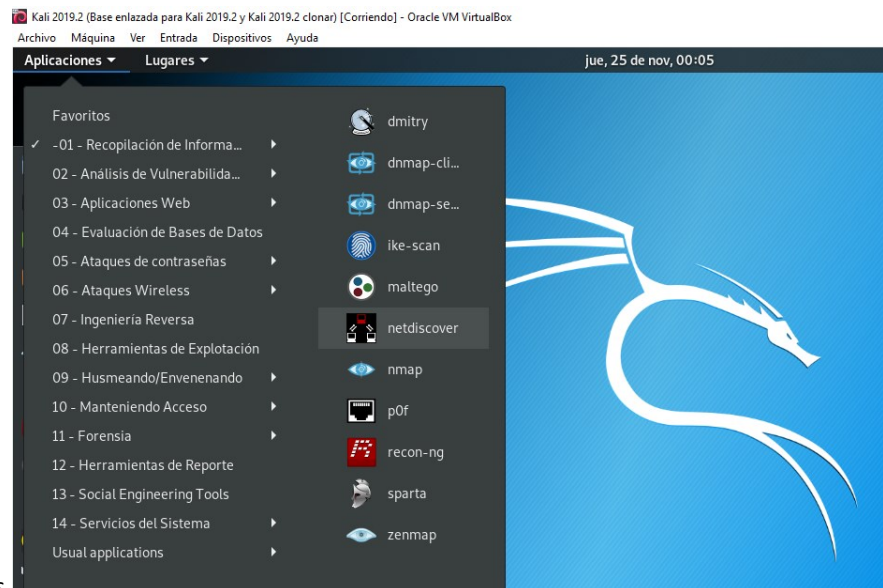 Kali 2019.2 (Base enlazada para Kali 2019.2 y Kali 2019.2 clonar) [Corriendo] - Oracle VM VirtualBox
Archivo Máquina Ver Entrada Dispositivos Ayuda
Aplicaciones Lugares jue, 25 de nov, 00:05
Favoritos
-01 - Recopilación de Informa...
02 - Análisis de Vulnerabilida...
03 - Aplicaciones Web
04 - Evaluación de Bases de Datos
05 - Ataques de contraseñas
06 - Ataques Wireless
07 - Ingeniería Reversa
08 - Herramientas de Explotación
09 - Husmeando/Envenenando
10 - Manteniendo Acceso
11 - Forensia
12 - Herramientas de Reporte
13 - Social Engineering Tools
14 - Servicios del Sistema
Usual applications
dmitry
dnmap-cli...
dnmap-se...
ike-scan
maltego
netdiscover
nmap
p0f
recon-ng
sparta
zenmap